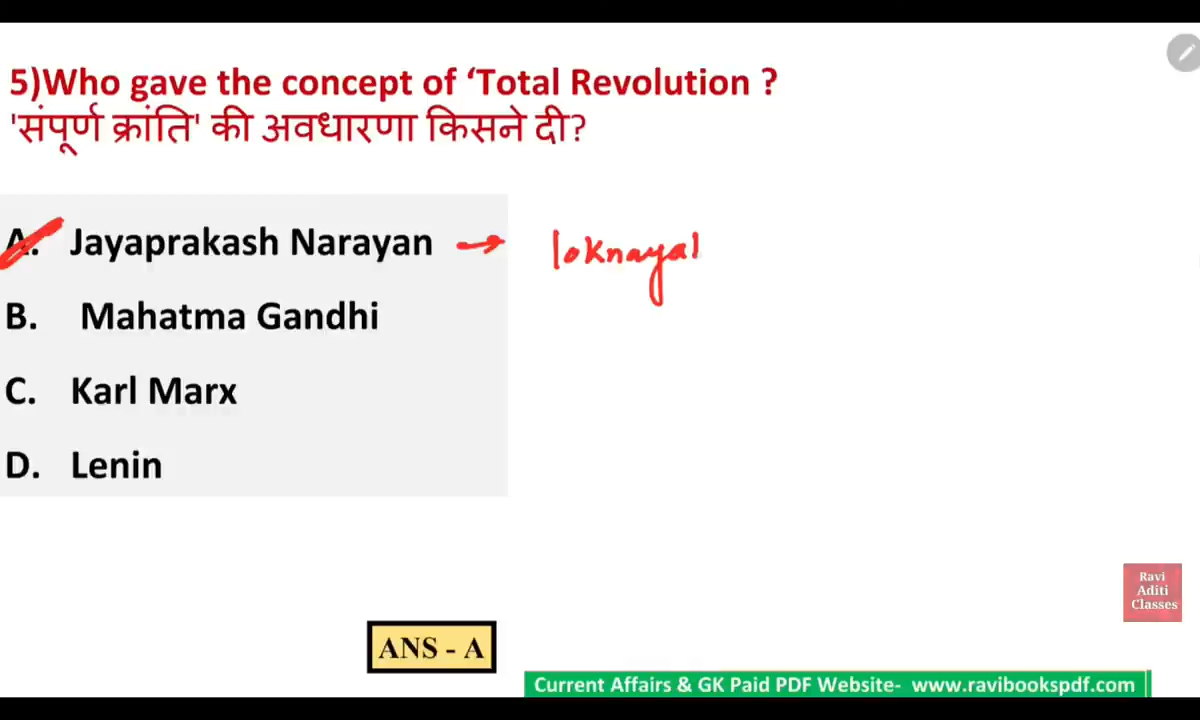 5)Who gave the concept of ‘Total Revolution ?
'संपूर्ण क्रांति' की अवधारणा किसने दी?
A. Jayaprakash Narayan → loknayal
B. Mahatma Gandhi
C. Karl Marx
D. Lenin
Ravi
Aditi
Classes
ANS - A
Current Affairs & GK Paid PDF Website- www.ravibookspdf.com